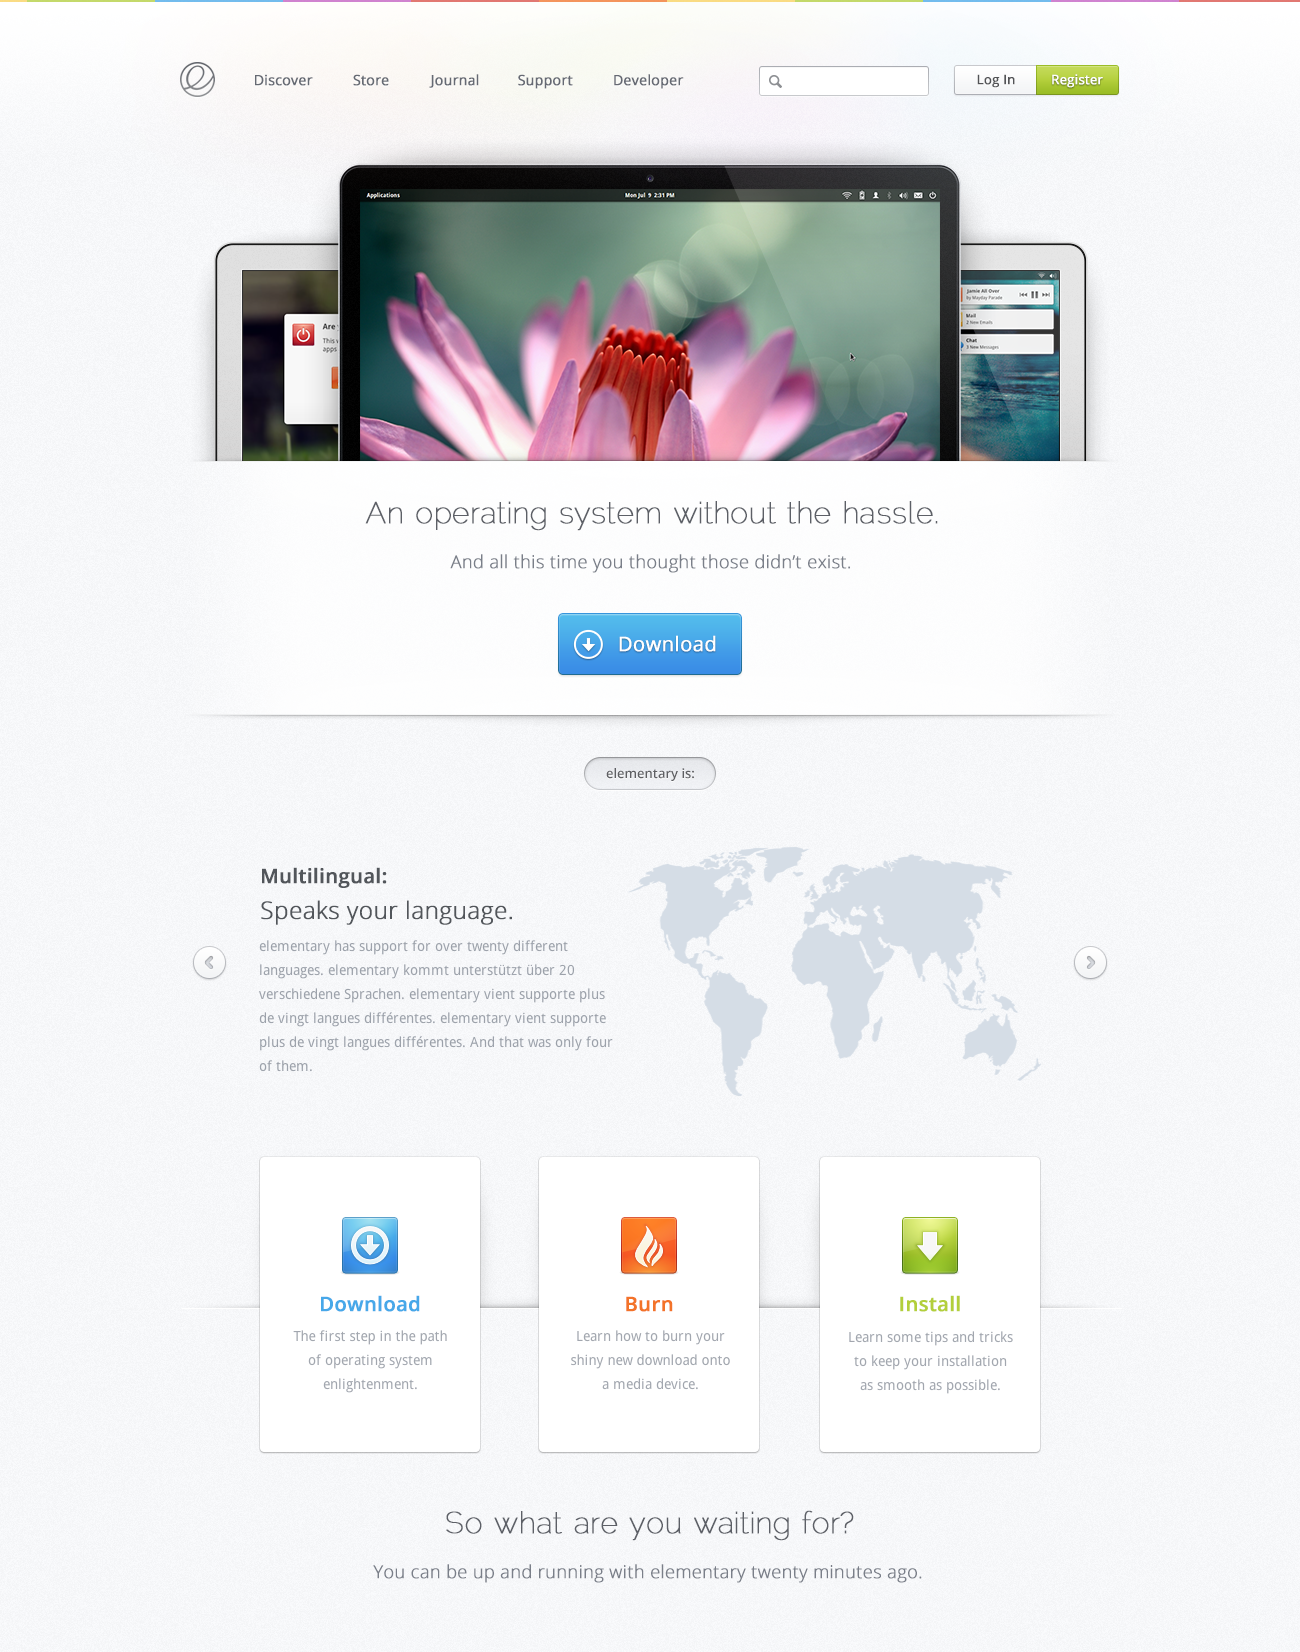 Discover Store Journal Support Developer Log In Register
Applications Mon Jul 9 2:31 PM
Are
This
apps
Jamie All Over
by Mayday Parade
Mail
2 New Emails
Chat
3 New Messages
An operating system without the hassle.
And all this time you thought those didn’t exist.
Download
elementary is:
Multilingual:
Speaks your language.
elementary has support for over twenty different
languages. elementary kommt unterstützt über 20
verschiedene Sprachen. elementary vient supporte plus
de vingt langues différentes. elementary vient supporte
plus de vingt langues différentes. And that was only four
of them.
Download
The first step in the path
of operating system
enlightenment.
Burn
Learn how to burn your
shiny new download onto
a media device.
Install
Learn some tips and tricks
to keep your installation
as smooth as possible.
So what are you waiting for?
You can be up and running with elementary twenty minutes ago.